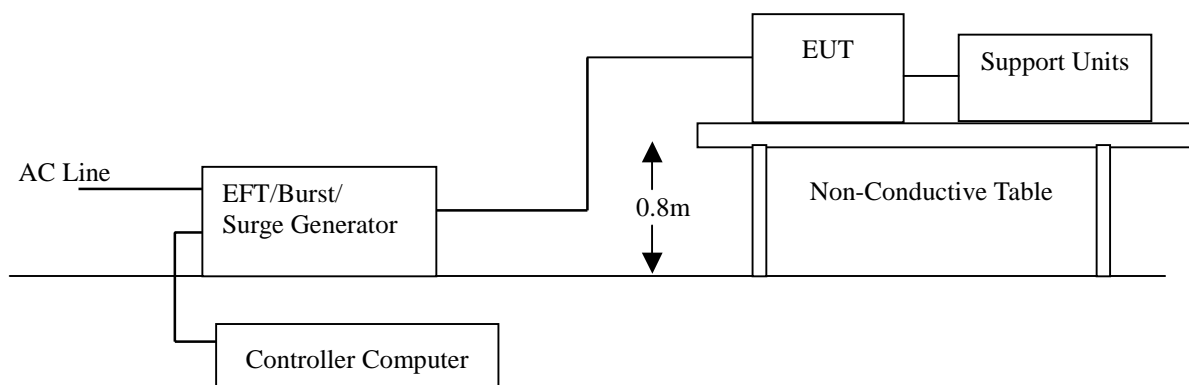 EUT
Support Units
AC Line
EFT/Burst/
Surge Generator
0.8m
Non-Conductive Table
Controller Computer